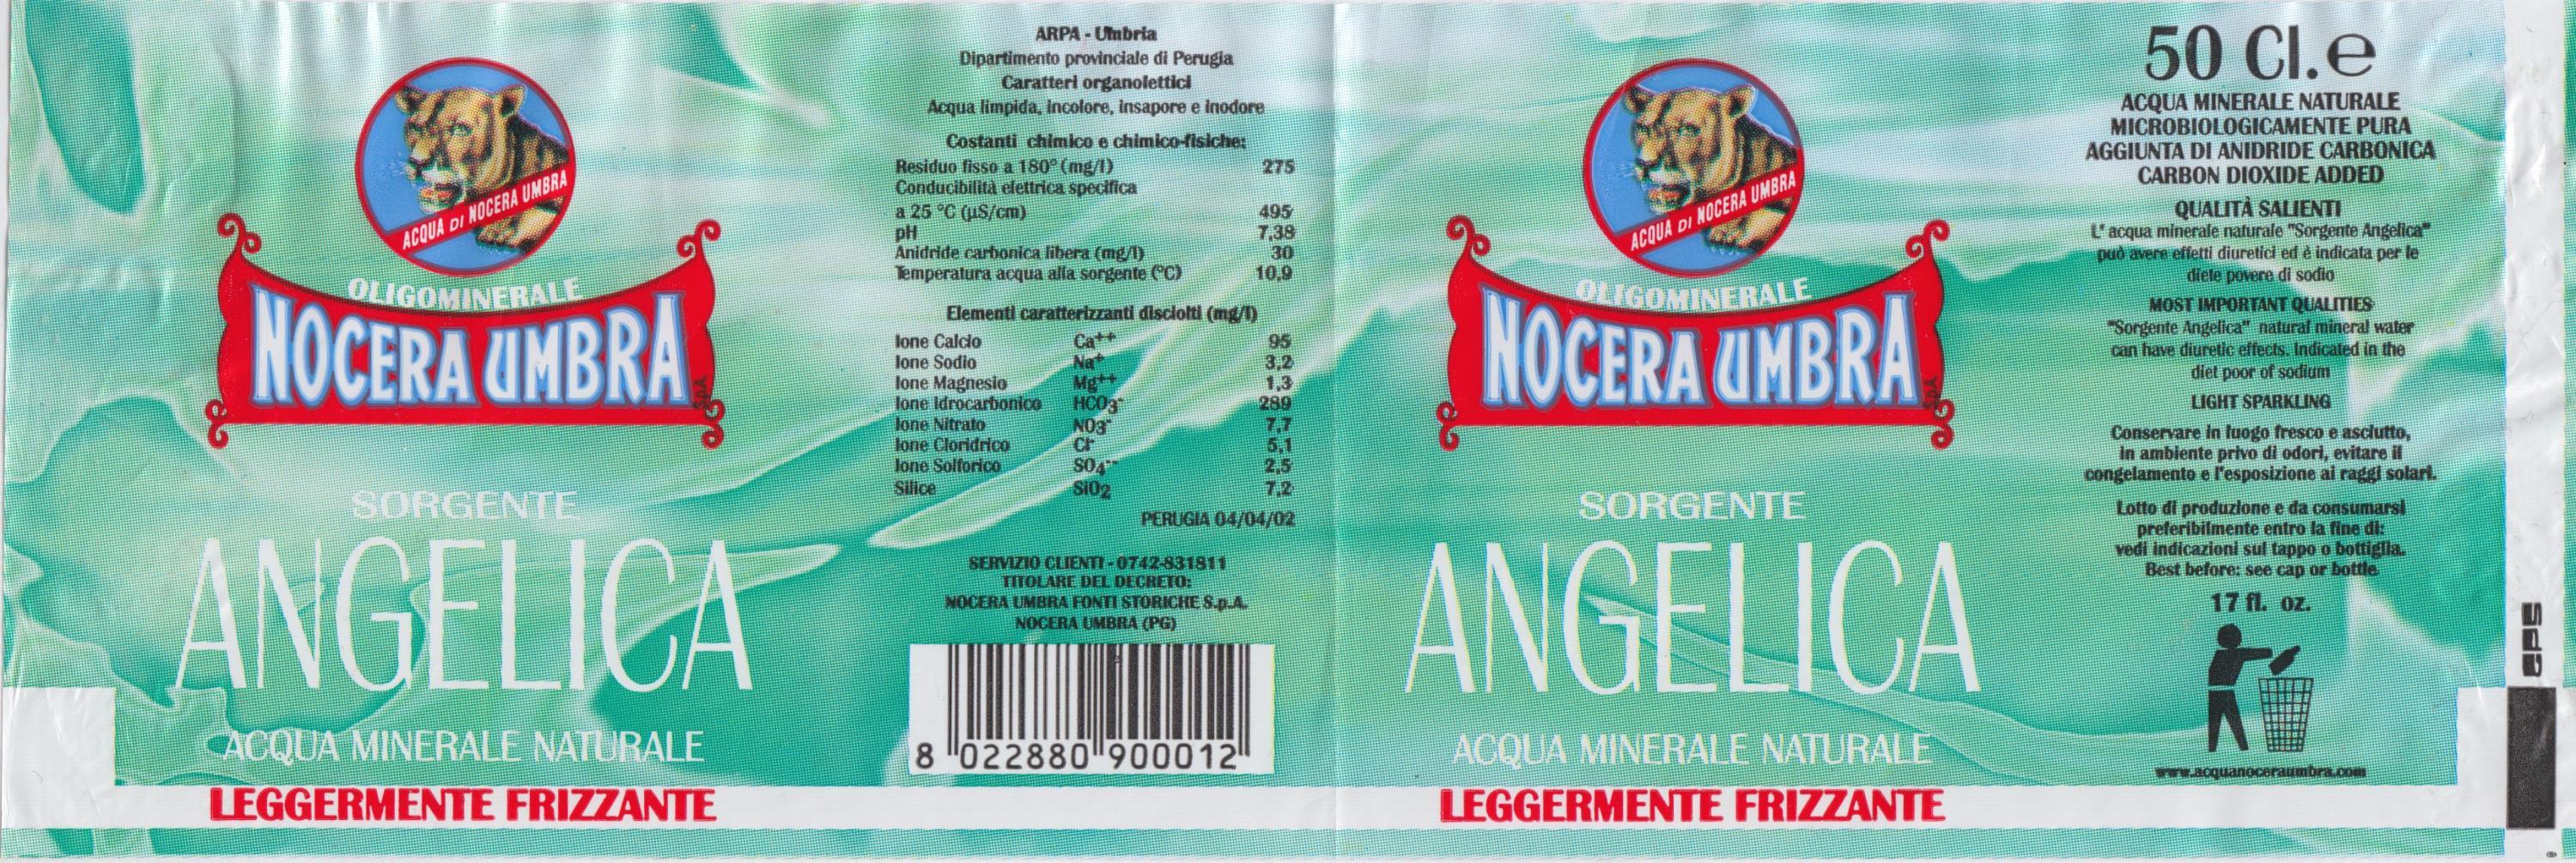 ACQUA DI NOCERA UMBRA
OLIGOMINERALE
NOCERA UMBRA
S.p.A.
SORGENTE
ANGELICA
ACQUA MINERALE NATURALE
LEGGERMENTE FRIZZANTE
ARPA - Umbria
Dipartimento provinciale di Perugia
Caratteri organolettici
Acqua limpida, incolore, insapore e inodore
Costanti chimico e chimico-fisiche:
Residuo fisso a 180° (mg/l) 275
Conducibilità elettrica specifica
a 25 °C (µS/cm) 495
pH 7,38
Anidride carbonica libera (mg/l) 30
Temperatura acqua alla sorgente (°C) 10,9
Elementi caratterizzanti disciolti (mg/l)
Ione Calcio Ca++ 95
Ione Sodio Na+ 3,2
Ione Magnesio Mg++ 1,3
Ione Idrocarbonico HCO3- 289
Ione Nitrato NO3- 7,7
Ione Cloridrico Cl- 5,1
Ione Solforico SO4-- 2,5
Silice SiO2 7,2
PERUGIA 04/04/02
SERVIZIO CLIENTI - 0742-831811
TITOLARE DEL DECRETO:
NOCERA UMBRA FONTI STORICHE S.p.A.
NOCERA UMBRA (PG)
8 022880 900012
ACQUA DI NOCERA UMBRA
OLIGOMINERALE
NOCERA UMBRA
S.p.A.
SORGENTE
ANGELICA
ACQUA MINERALE NATURALE
LEGGERMENTE FRIZZANTE
50 Cl. e
ACQUA MINERALE NATURALE
MICROBIOLOGICAMENTE PURA
AGGIUNTA DI ANIDRIDE CARBONICA
CARBON DIOXIDE ADDED
QUALITÀ SALIENTI
L' acqua minerale naturale "Sorgente Angelica"
può avere effetti diuretici ed è indicata per le
diete povere di sodio
MOST IMPORTANT QUALITIES
"Sorgente Angelica" natural mineral water
can have diuretic effects. Indicated in the
diet poor of sodium
LIGHT SPARKLING
Conservare in luogo fresco e asciutto,
in ambiente privo di odori, evitare il
congelamento e l'esposizione ai raggi solari.
Lotto di produzione e da consumarsi
preferibilmente entro la fine di:
vedi indicazioni sul tappo o bottiglia.
Best before: see cap or bottle
17 fl. oz.
www.acquanoceraumbra.com
eps